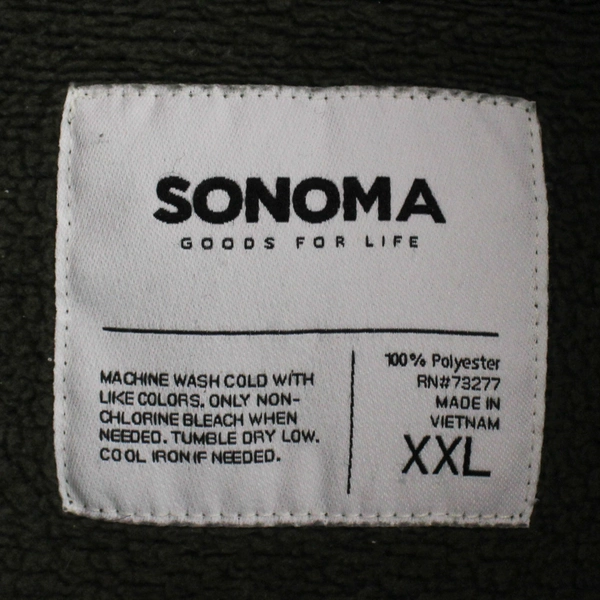 SONOMA
GOODS FOR LIFE
MACHINE WASH COLD WITH
LIKE COLORS. ONLY NON-
CHLORINE BLEACH WHEN
NEEDED. TUMBLE DRY LOW.
COOL IRON IF NEEDED.
100% Polyester
RN#73277
MADE IN
VIETNAM
XXL